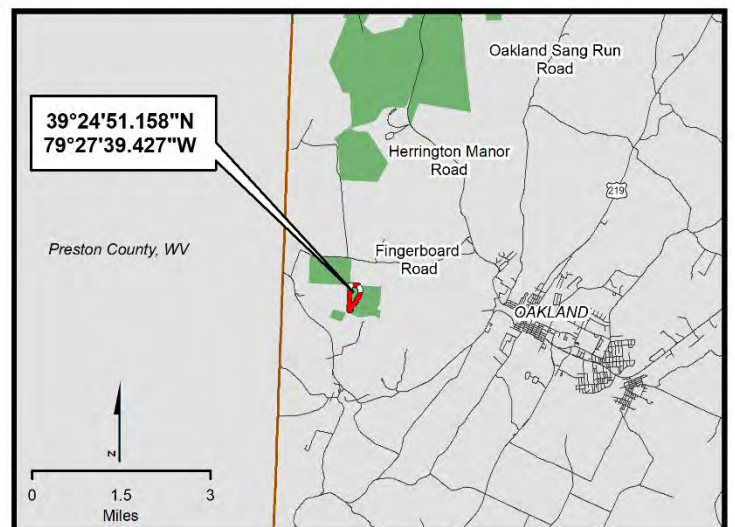 Oakland Sang Run
Road
39°24'51.158"N
79°27'39.427"W
Herrington Manor
Road
219
Preston County, WV
Fingerboard
Road
OAKLAND
N
0 1.5 3
Miles